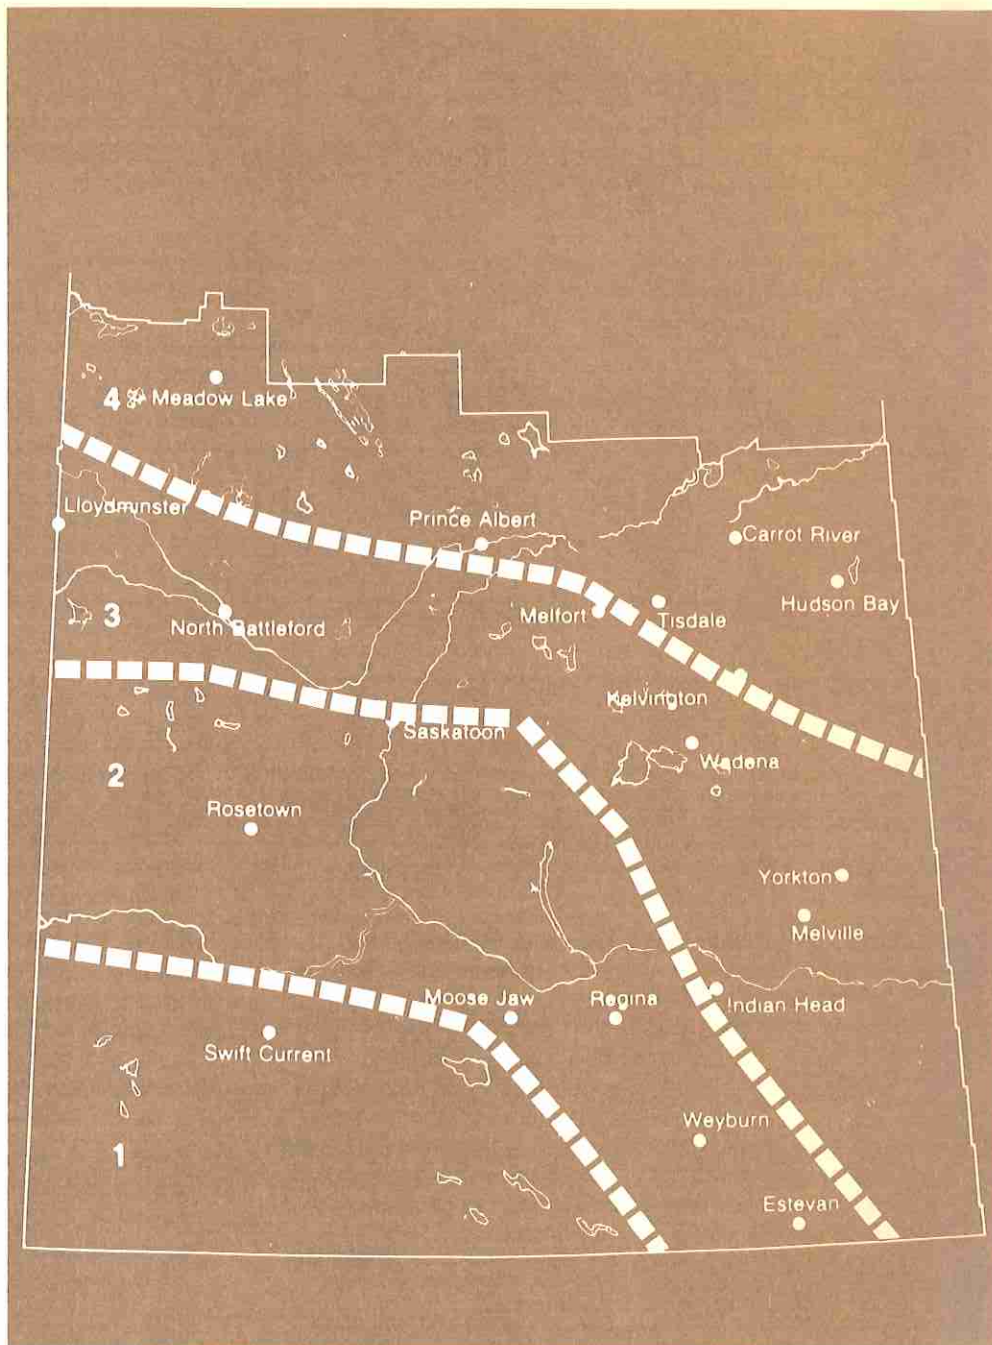 4
Meadow Lake
Lloydminster
Prince Albert
Carrot River
Hudson Bay
3
North Battleford
Melfort
Tisdale
Kelvington
Saskatoon
Wadena
2
Rosetown
Yorkton
Melville
Moose Jaw
Regina
Indian Head
Swift Current
1
Weyburn
Estevan